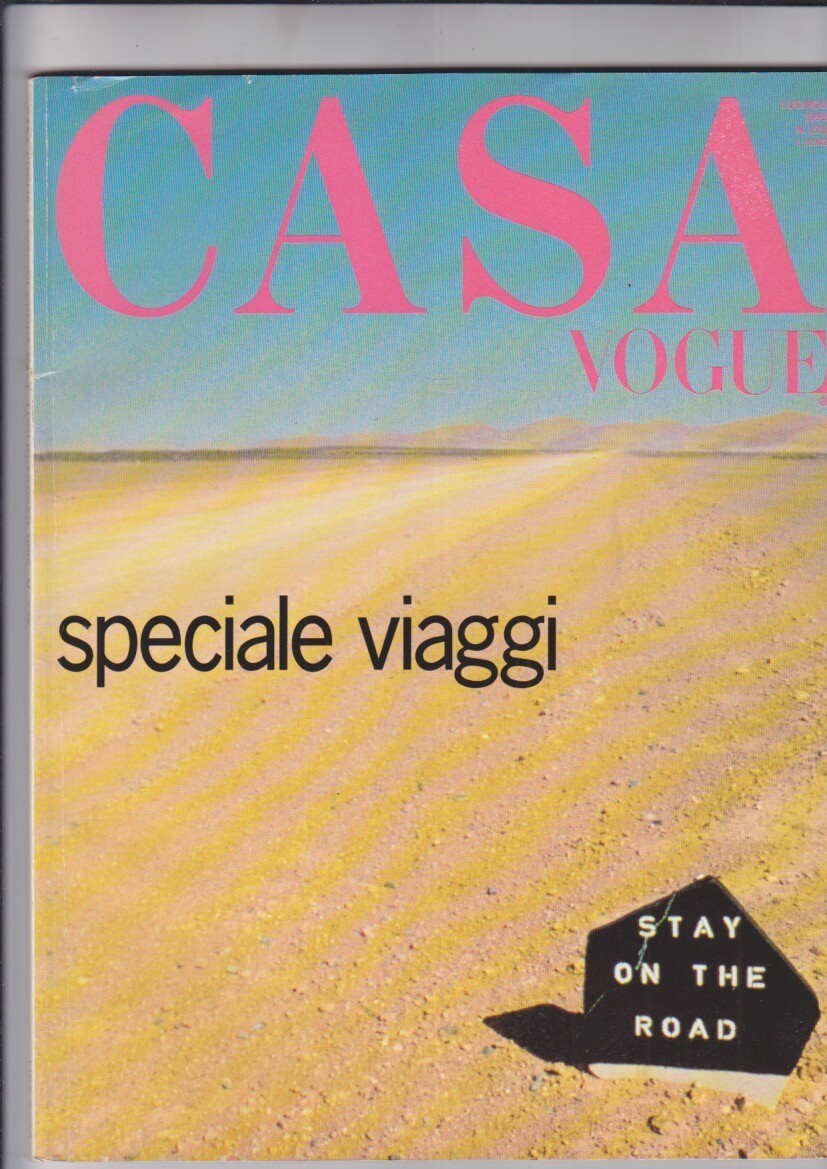 CASA
VOGUE
speciale viaggi
STAY
ON THE
ROAD